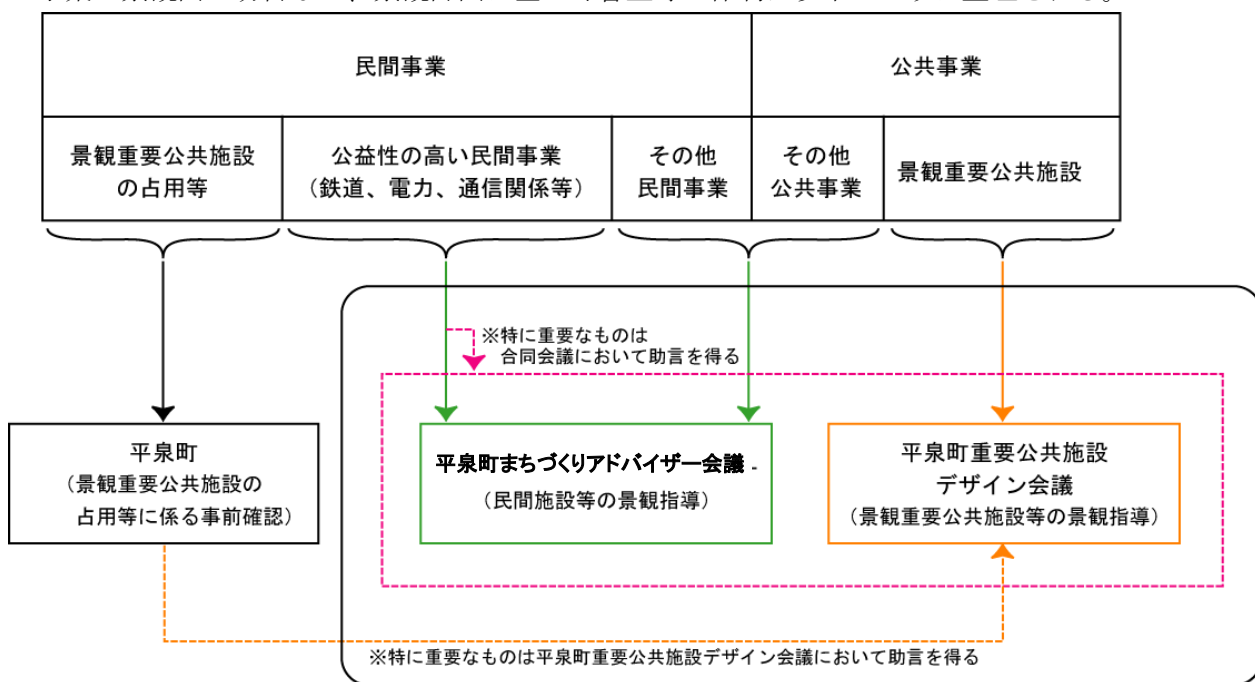 民間事業
公共事業
景観重要公共施設
の占用等
公益性の高い民間事業
（鉄道、電力、通信関係等）
その他
民間事業
その他
公共事業
景観重要公共施設
※特に重要なものは
合同会議において助言を得る
平泉町
（景観重要公共施設の
占用等に係る事前確認）
平泉町まちづくりアドバイザー会議
（民間施設等の景観指導）
平泉町重要公共施設
デザイン会議
（景観重要公共施設等の景観指導）
※特に重要なものは平泉町重要公共施設デザイン会議において助言を得る